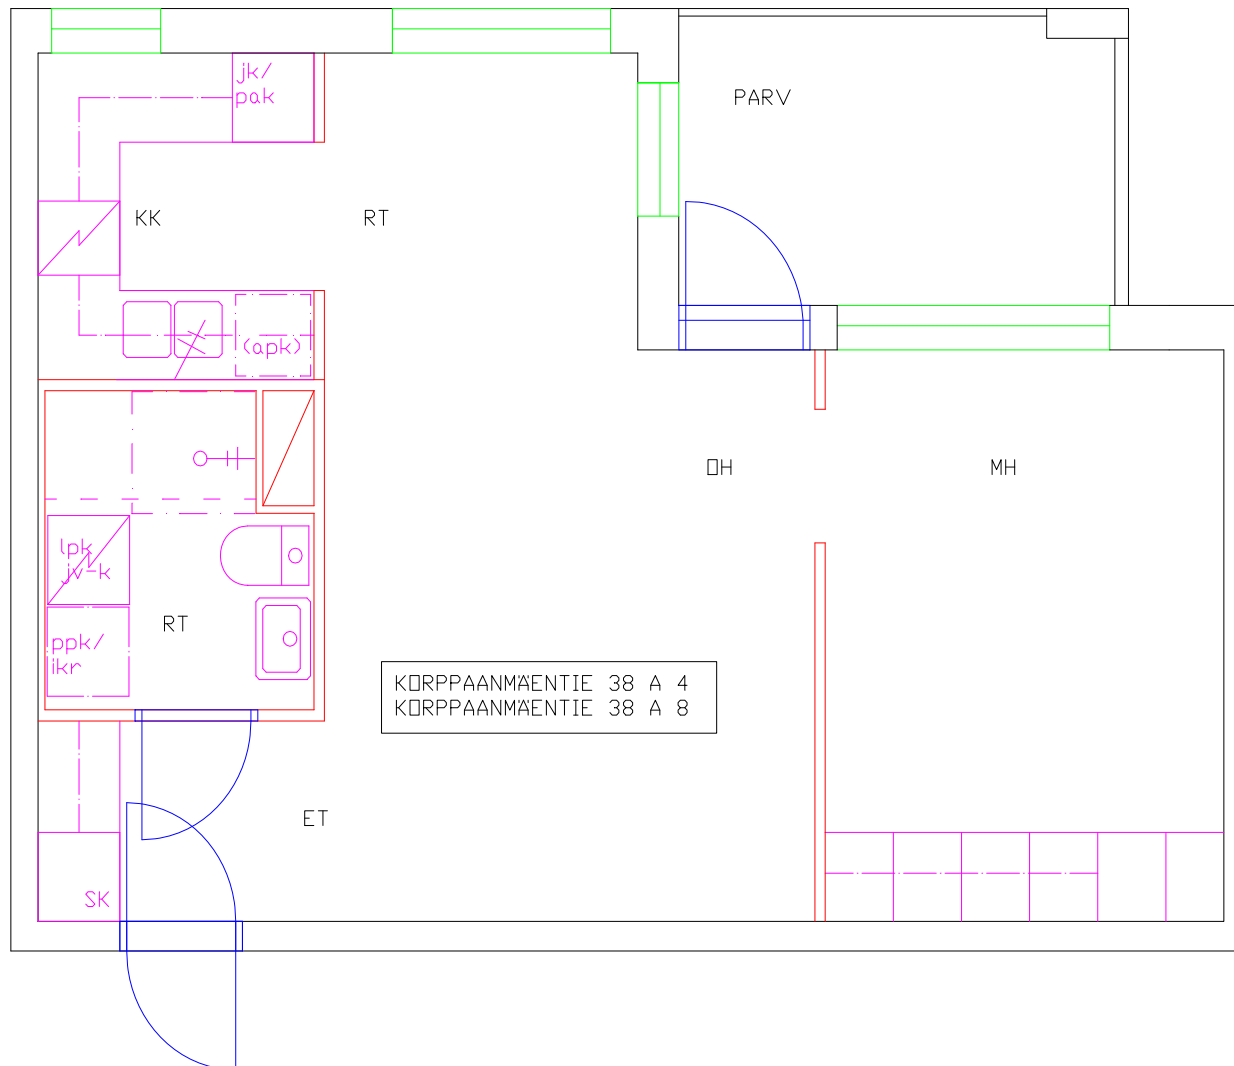 jk/
pak
PARV
KK
RT
(apk)
OH
MH
lpk
jv-k
RT
ppk/
ikr
KORPPAANMÄENTIE 38 A 4
KORPPAANMÄENTIE 38 A 8
ET
SK